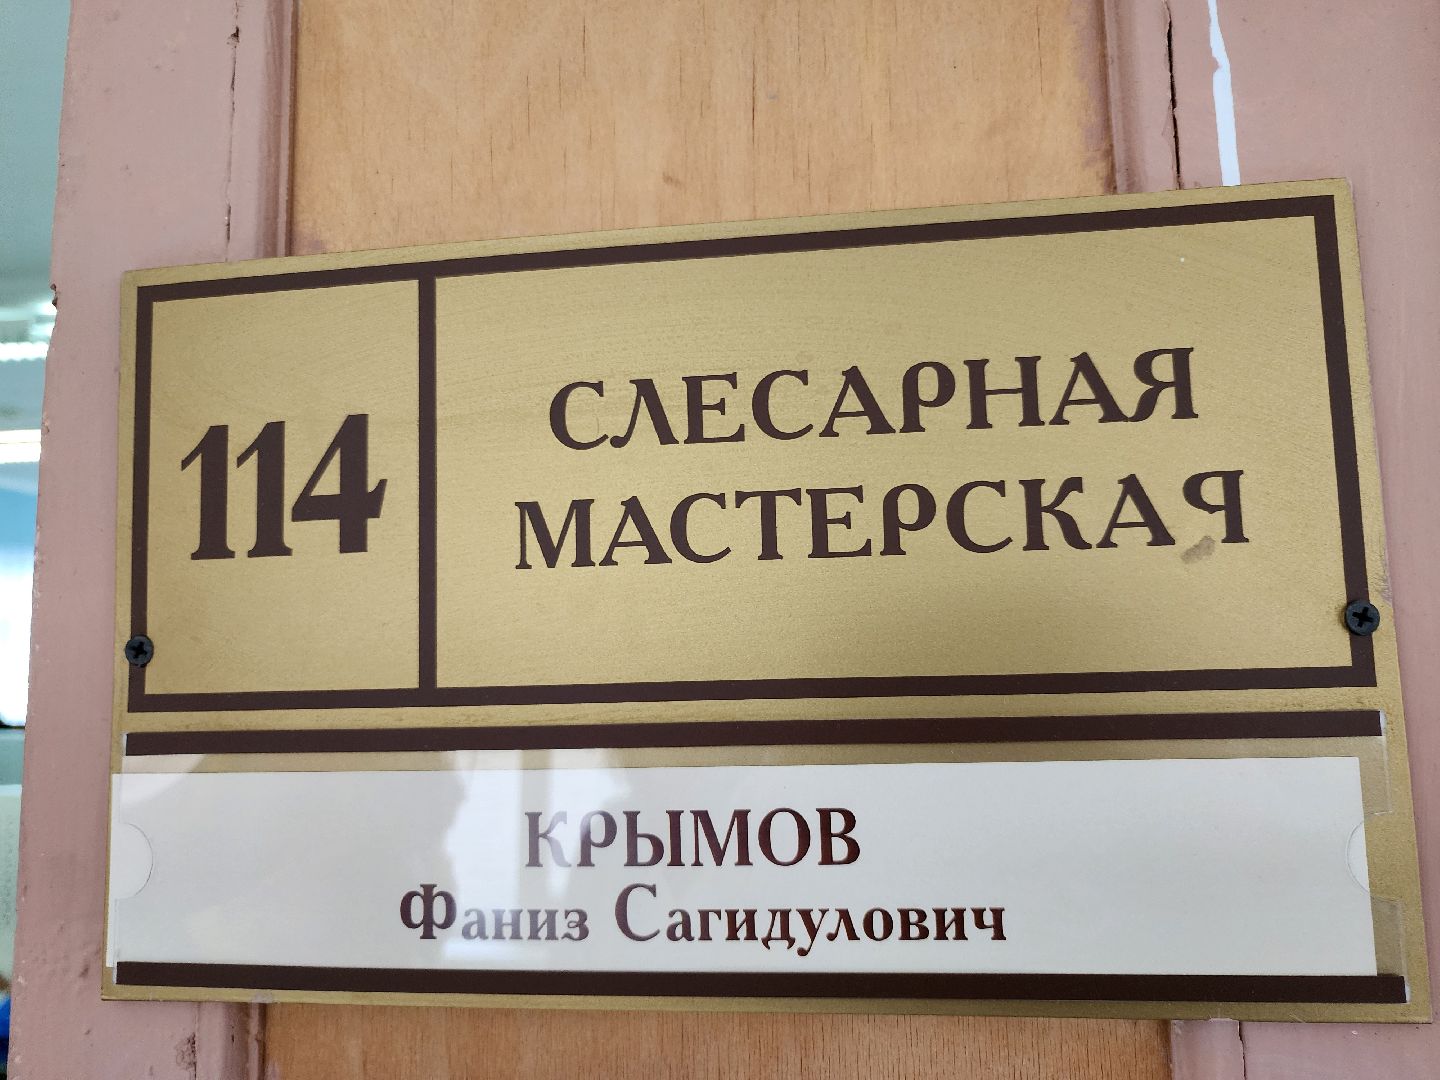 114
СЛЕСАРНАЯ
МАСТЕРСКАЯ
КРЫМОВ
Фаниз Сагидулович